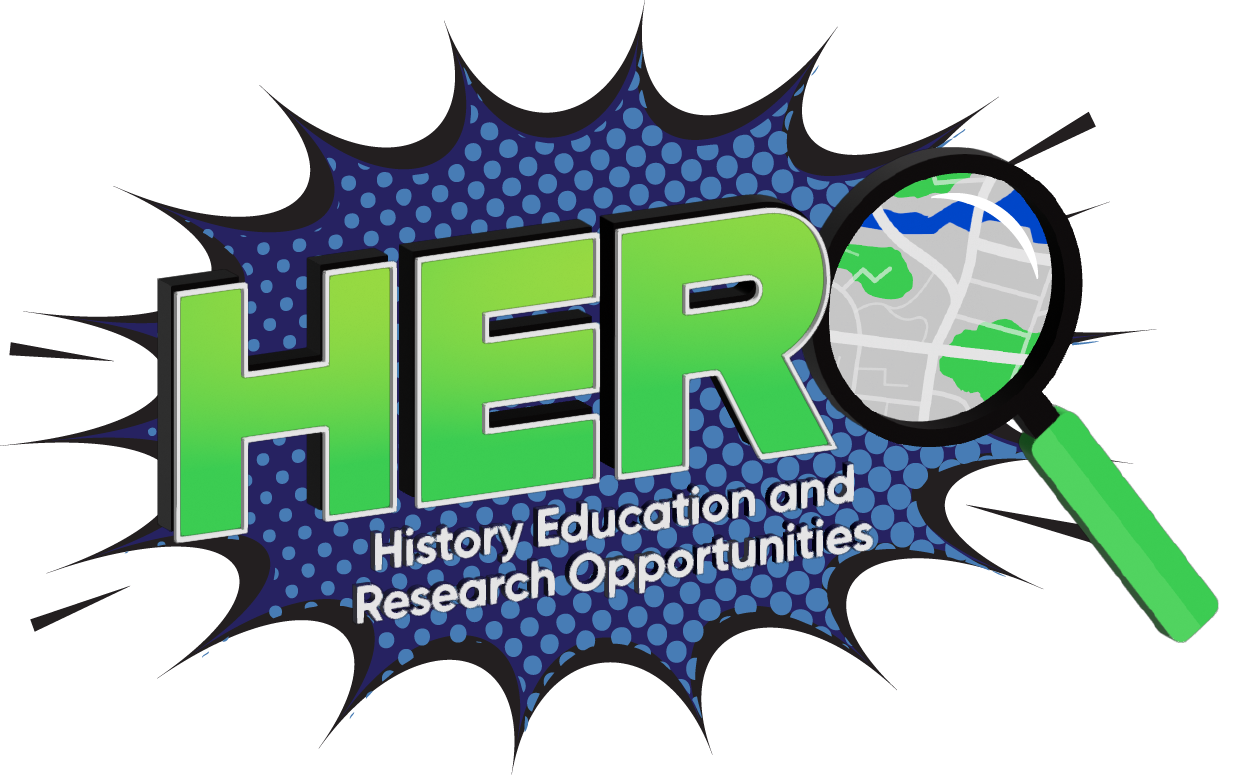 HERO
History Education and
Research Opportunities